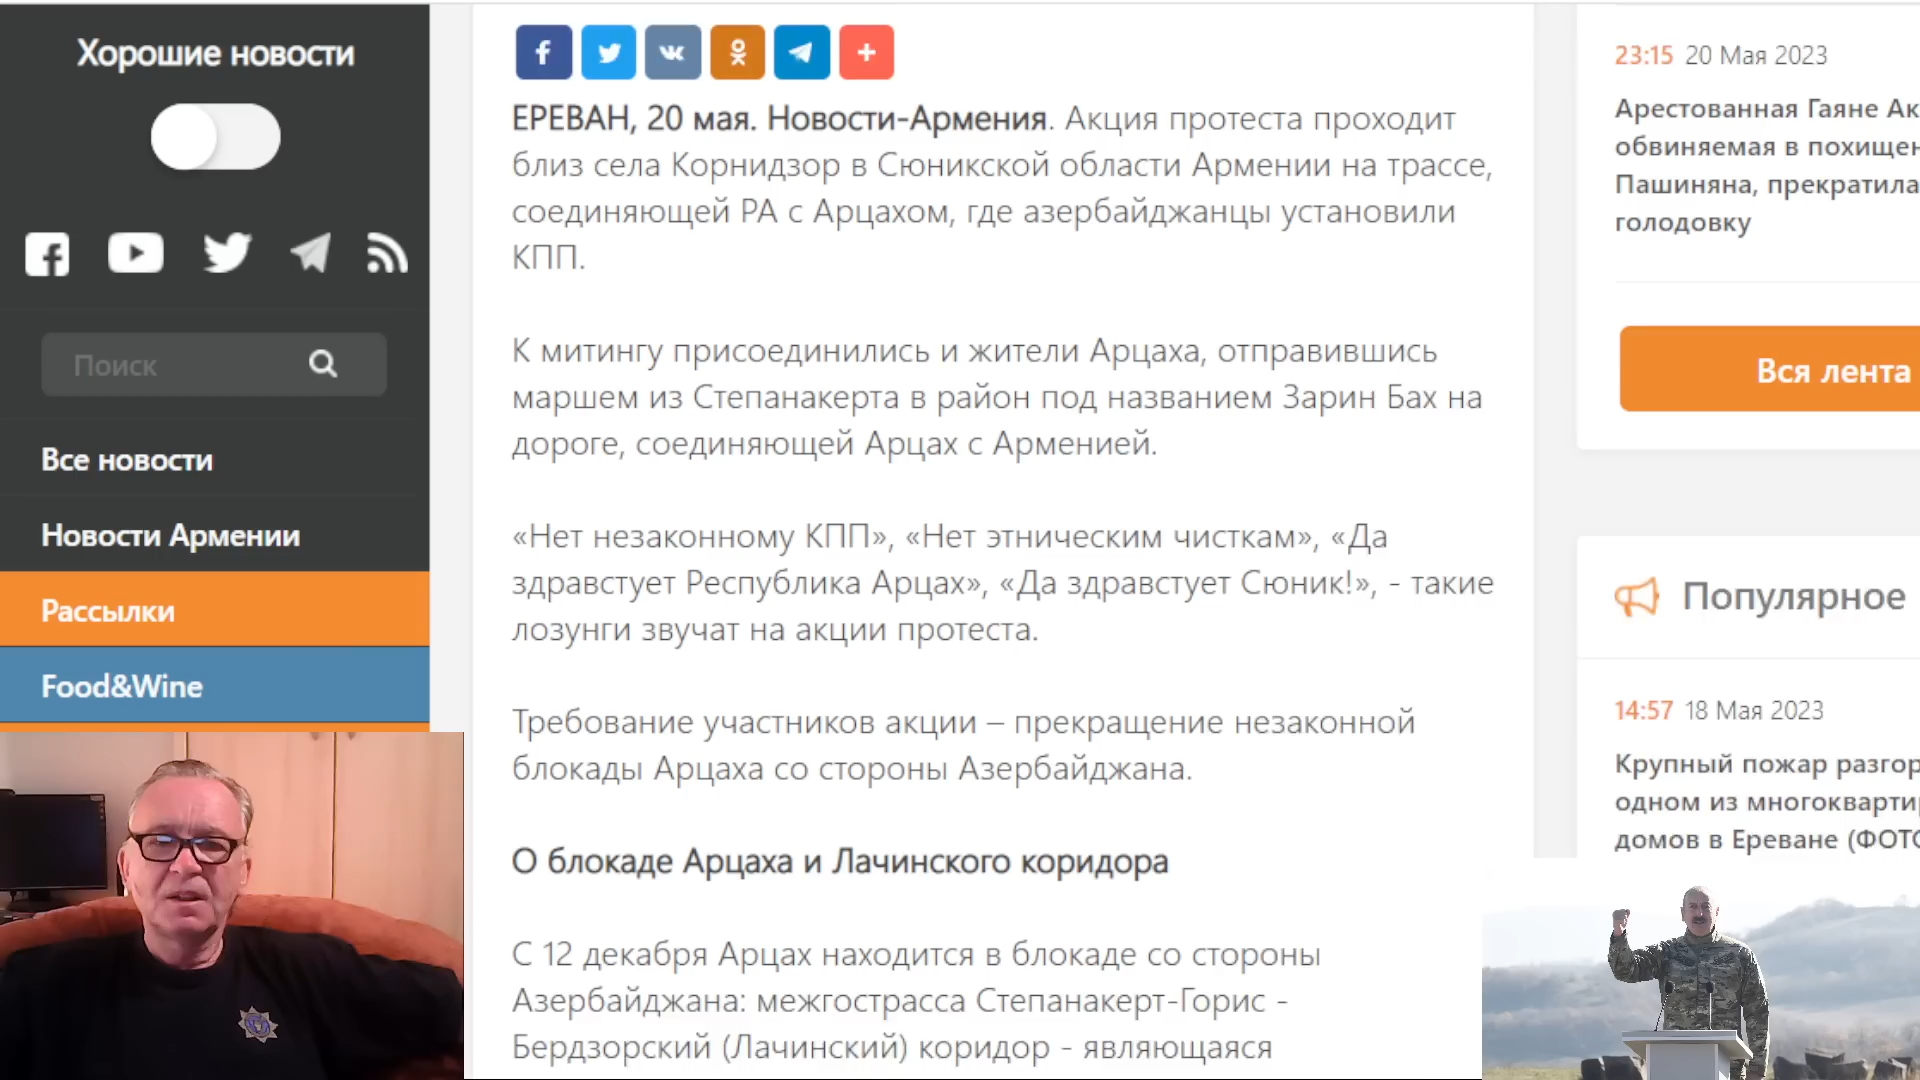 Хорошие новости
Поиск
Все новости
Новости Армении
Рассылки
Food&Wine
ЕРЕВАН, 20 мая. Новости-Армения. Акция протеста проходит
близ села Корнидзор в Сюникской области Армении на трассе,
соединяющей РА с Арцахом, где азербайджанцы установили
КПП.
К митингу присоединились и жители Арцаха, отправившись
маршем из Степанакерта в район под названием Зарин Бах на
дороге, соединяющей Арцах с Арменией.
«Нет незаконному КПП», «Нет этническим чисткам», «Да
здравстует Республика Арцах», «Да здравстует Сюник!», - такие
лозунги звучат на акции протеста.
Требование участников акции – прекращение незаконной
блокады Арцаха со стороны Азербайджана.
О блокаде Арцаха и Лачинского коридора
С 12 декабря Арцах находится в блокаде со стороны
Азербайджана: межгострасса Степанакерт-Горис -
Бердзорский (Лачинский) коридор - являющаяся
23:15 20 Мая 2023
Арестованная Гаяне Ак
обвиняемая в похищен
Пашиняна, прекратила
голодовку
Вся лента
Популярное
14:57 18 Мая 2023
Крупный пожар разгор
одном из многокварти
домов в Ереване (ФОТО